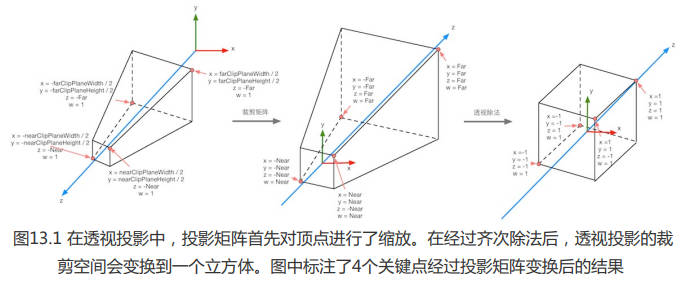 y
x
x = -farClipPlaneWidth / 2
y = -farClipPlaneHeight / 2
z = -Far
w = 1
x = farClipPlaneWidth / 2
y = farClipPlaneHeight / 2
z = -Far
w = 1
x = -nearClipPlaneWidth / 2
y = -nearClipPlaneHeight / 2
z = -Near
w = 1
x = nearClipPlaneWidth / 2
y = nearClipPlaneHeight / 2
z = -Near
w = 1
z
裁剪矩阵
z
x = -Far
y = -Far
z = Far
w = Far
x = Far
y = Far
z = Far
w = Far
y
x
x = -Near
y = -Near
z = -Near
w = Near
x = Near
y = Near
z = -Near
w = Near
透视除法
z
x =1
y = 1
z = 1
w = 1
y
x
x =-1
y = -1
z = 1
w = 1
x =-1
y = -1
z = -1
w = 1
x =1
y = 1
z = -1
w = 1
图13.1 在透视投影中，投影矩阵首先对顶点进行了缩放。在经过齐次除法后，透视投影的裁
剪空间会变换到一个立方体。图中标注了4个关键点经过投影矩阵变换后的结果